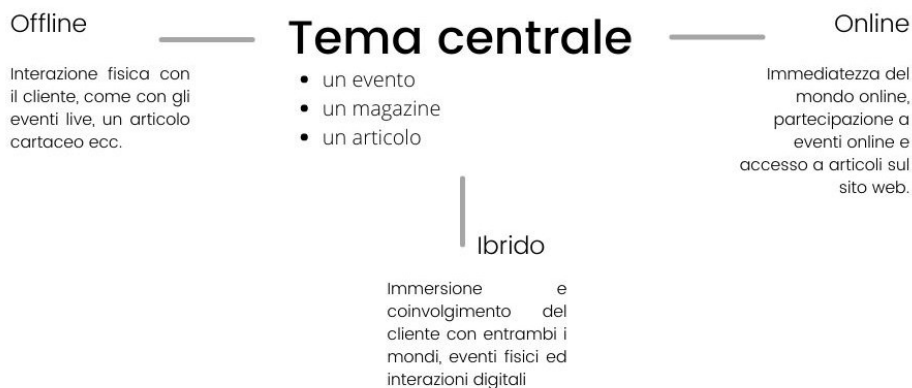 Offline
Interazione fisica con
il cliente, come con gli
eventi live, un articolo
cartaceo ecc.
Tema centrale
• un evento
• un magazine
• un articolo
Online
Immediatezza del
mondo online,
partecipazione a
eventi online e
accesso a articoli sul
sito web.
Ibrido
Immersione e
coinvolgimento del
cliente con entrambi i
mondi, eventi fisici ed
interazioni digitali